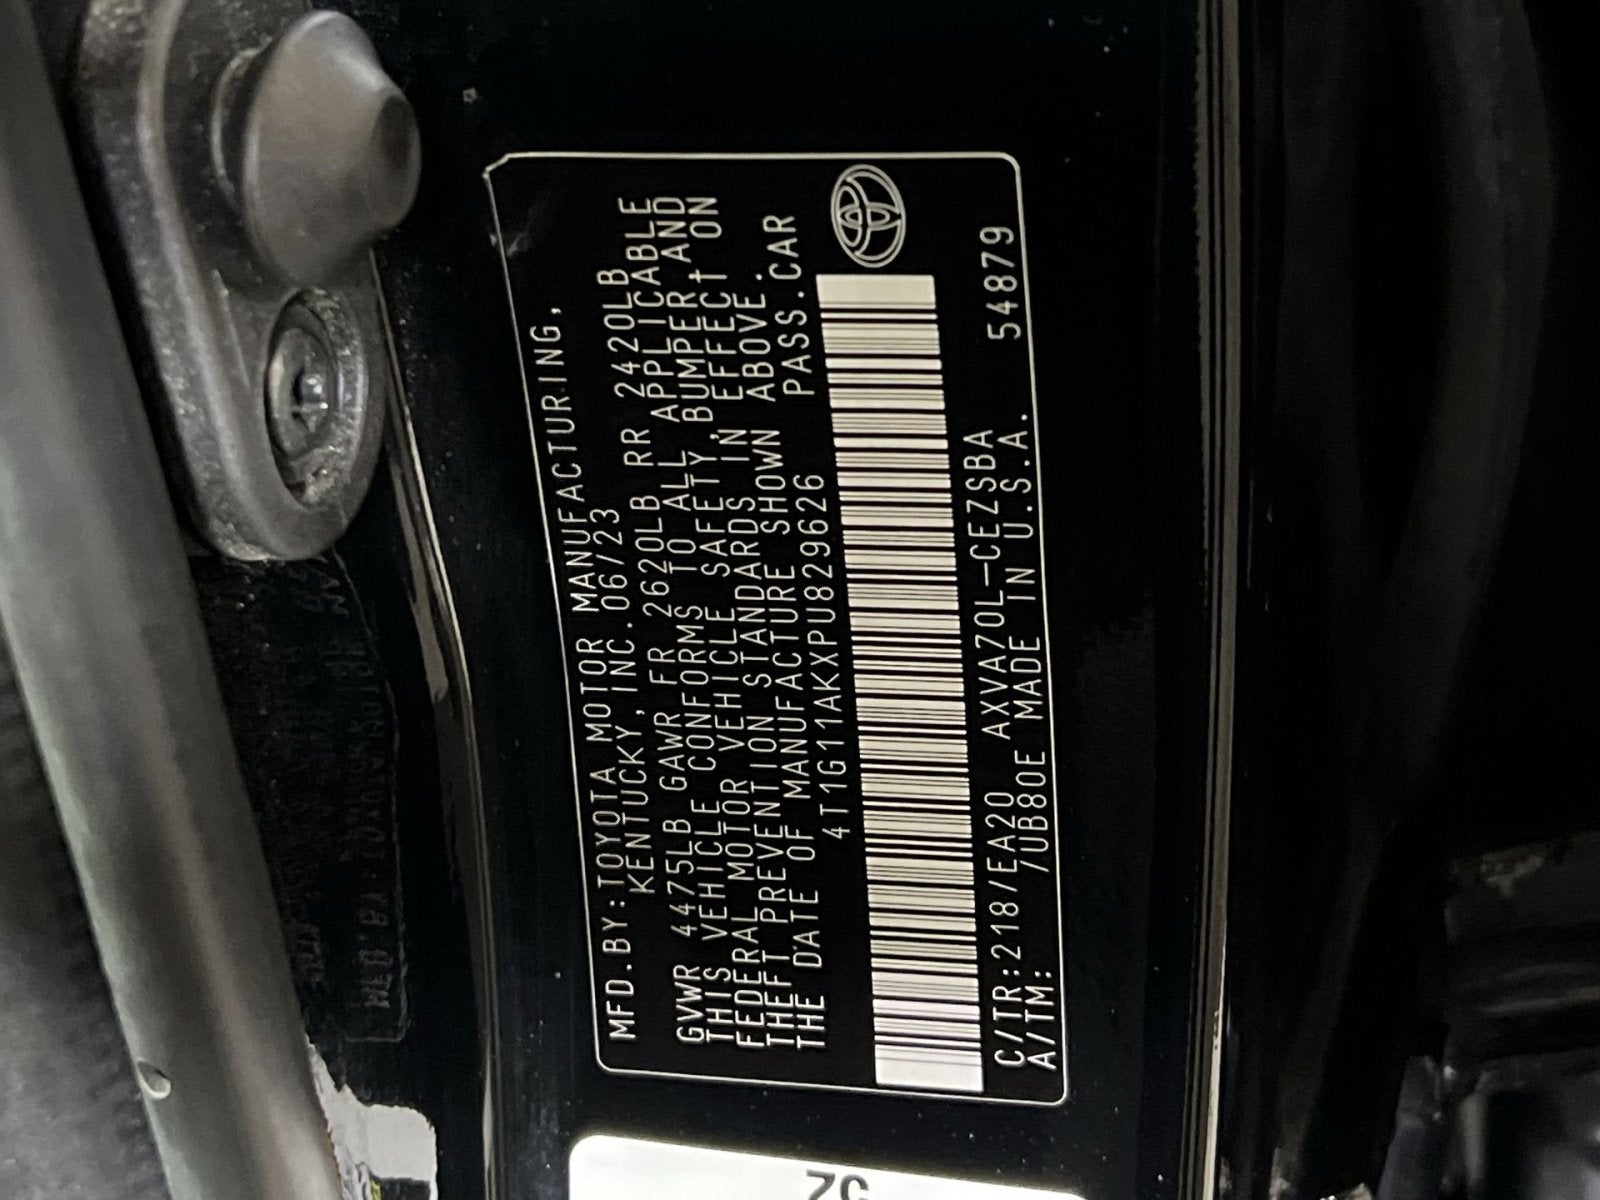 MFD.BY:TOYOTA MOTOR MANUFACTURING,
KENTUCKY, INC.06/23
GVWR 4475LB GAWR FR 2620LB RR 2420LB
THIS VEHICLE CONFORMS TO ALL APPLICABLE
FEDERAL MOTOR VEHICLE SAFETY, BUMPER, AND
THEFT PREVENTION STANDARDS IN EFFECT ON
THE DATE OF MANUFACTURE SHOWN ABOVE.
4T1G11AKXPU829626 PASS.CAR
C/TR:218/EA20 AXVA70L-CEZSBA
A/TM: /UB80E MADE IN U.S.A. 54879